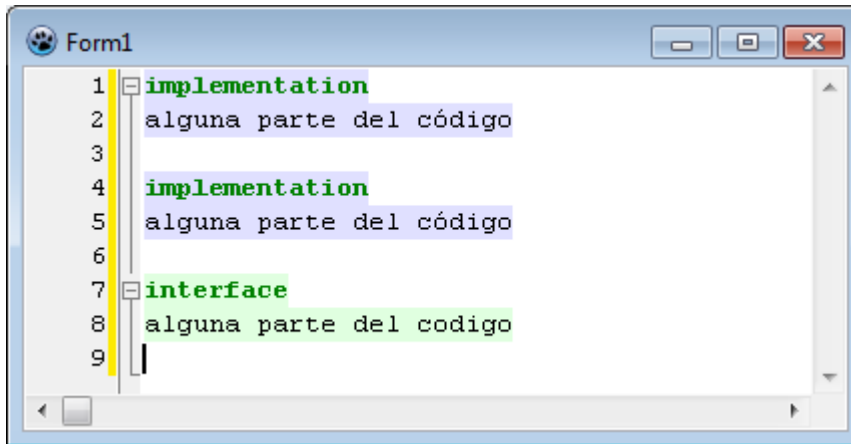 Form1
1 implementation
2 alguna parte del código
3
4 implementation
5 alguna parte del código
6
7 interface
8 alguna parte del codigo
9